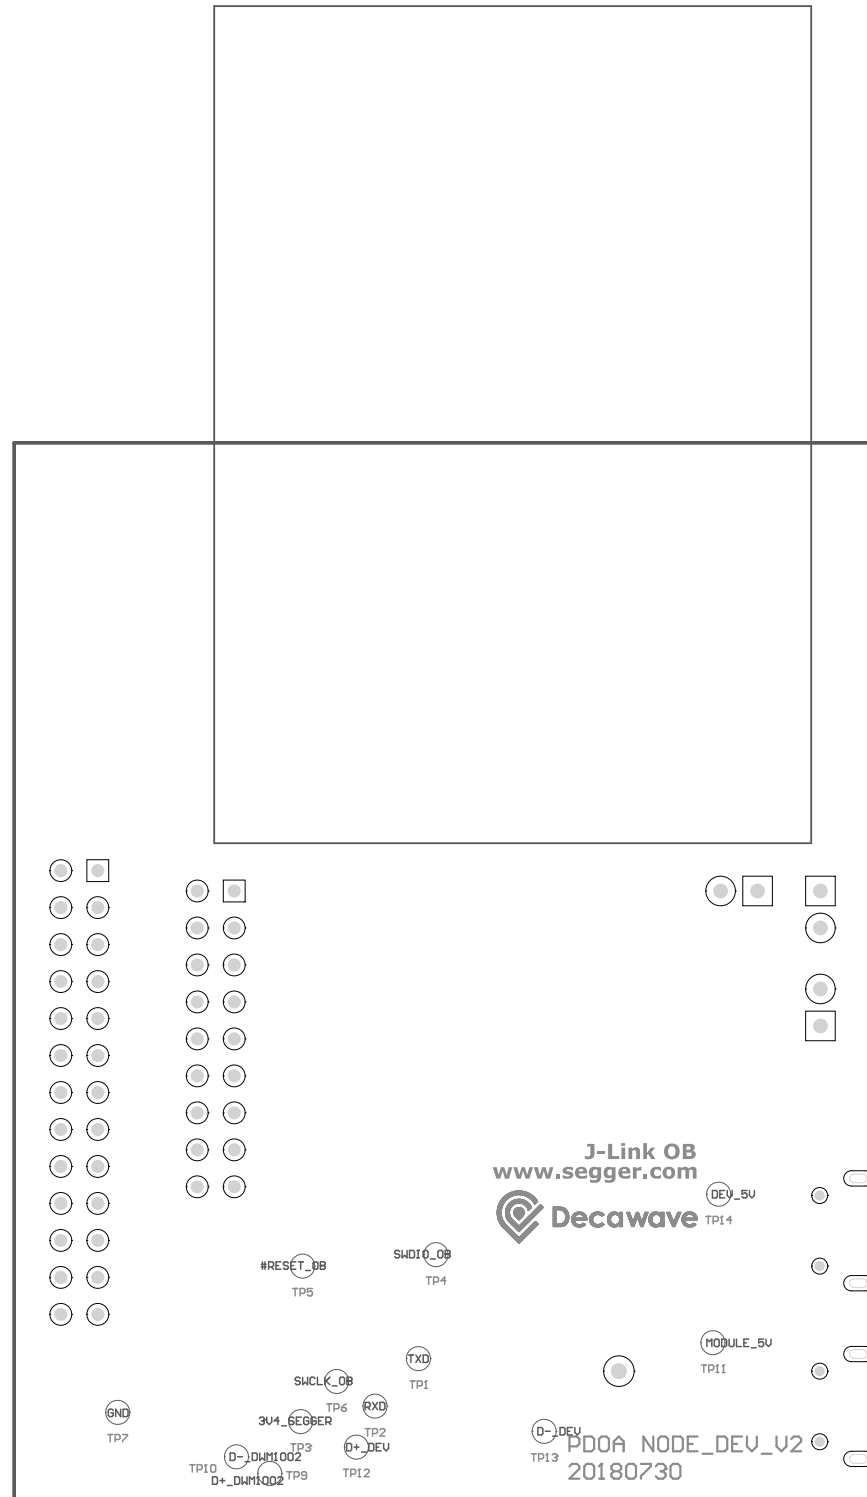 J-Link OB
www.segger.com
Decawave
DEV_5V
TP14
SWDIO_OB
TP4
#RESET_OB
TP5
MODULE_5V
TP11
TXD
TP1
SWCLK_OB
TP6
RXD
TP2
GND
TP7
3V4_SEGGER
TP3
D+_DEV
TP12
D-_DEV
TP13
PDOA NODE_DEV_V2
20180730
D-_DWM1002
TP10
TP9
D+_DWM1002